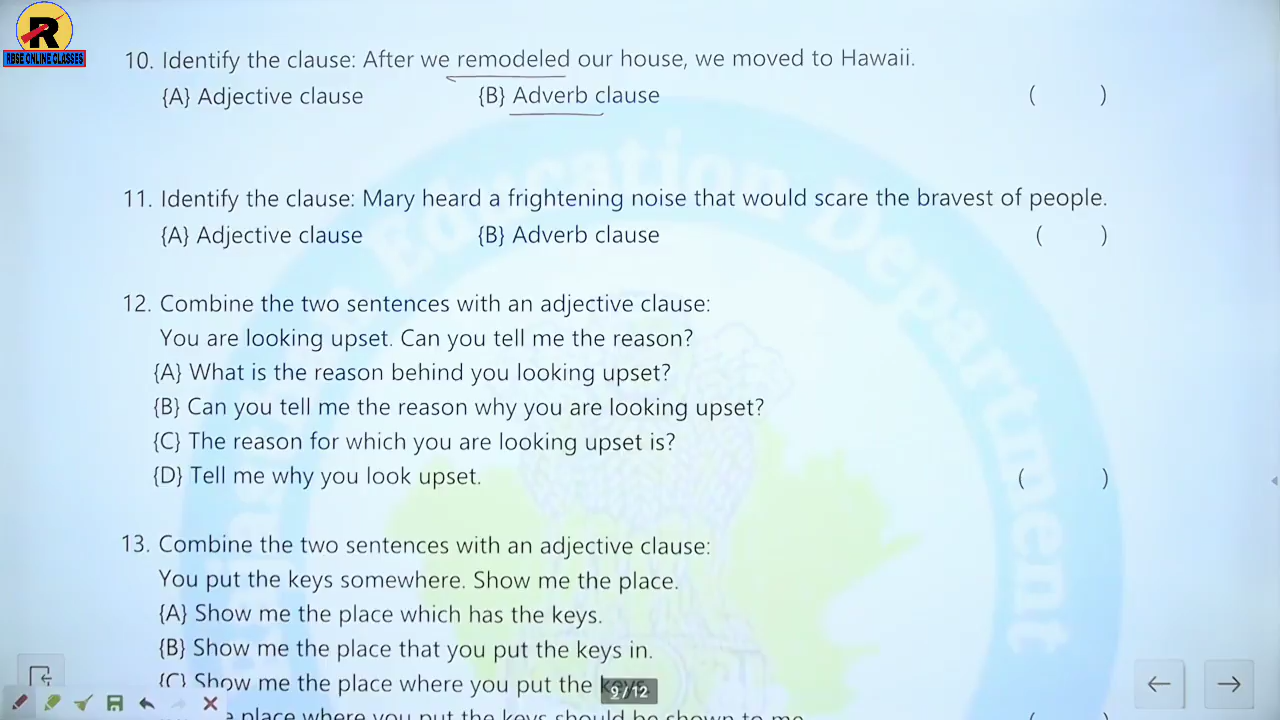 R
RBSE ONLINE CLASSES
10. Identify the clause: After we remodeled our house, we moved to Hawaii.
{A} Adjective clause {B} Adverb clause ( )
11. Identify the clause: Mary heard a frightening noise that would scare the bravest of people.
{A} Adjective clause {B} Adverb clause ( )
12. Combine the two sentences with an adjective clause:
You are looking upset. Can you tell me the reason?
{A} What is the reason behind you looking upset?
{B} Can you tell me the reason why you are looking upset?
{C} The reason for which you are looking upset is?
{D} Tell me why you look upset. ( )
13. Combine the two sentences with an adjective clause:
You put the keys somewhere. Show me the place.
{A} Show me the place which has the keys.
{B} Show me the place that you put the keys in.
{C} Show me the place where you put the keys.
9 / 12
place where you put the keys should be shown to me ( )
Education Department